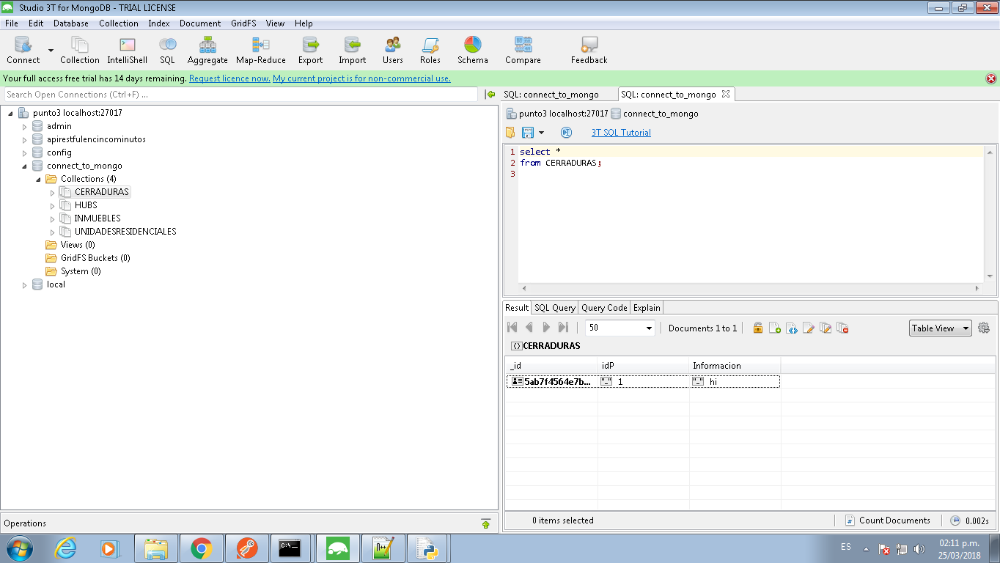 Studio 3T for MongoDB - TRIAL LICENSE
File Edit Database Collection Index Document GridFS View Help
Connect Collection IntelliShell SQL Aggregate Map-Reduce Export Import Users Roles Schema Compare Feedback
Your full access free trial has 14 days remaining. Request licence now. My current project is for non-commercial use.
Search Open Connections (Ctrl+F) ...
punto3 localhost:27017
admin
apirestfulencincominutos
config
connect_to_mongo
Collections (4)
CERRADURAS
HUBS
INMUEBLES
UNIDADESRESIDENCIALES
Views (0)
GridFS Buckets (0)
System (0)
local
Operations
SQL: connect_to_mongo SQL: connect_to_mongo
punto3 localhost:27017 connect_to_mongo
3T SQL Tutorial
1 select *
2 from CERRADURAS;
3
Result SQL Query Query Code Explain
50 Documents 1 to 1 Table View
CERRADURAS
_id idP Informacion
5ab7f4564e7b... "_" 1 "_" hi
0 items selected Count Documents 0.002s
C:\_
ES
02:11 p.m.
25/03/2018